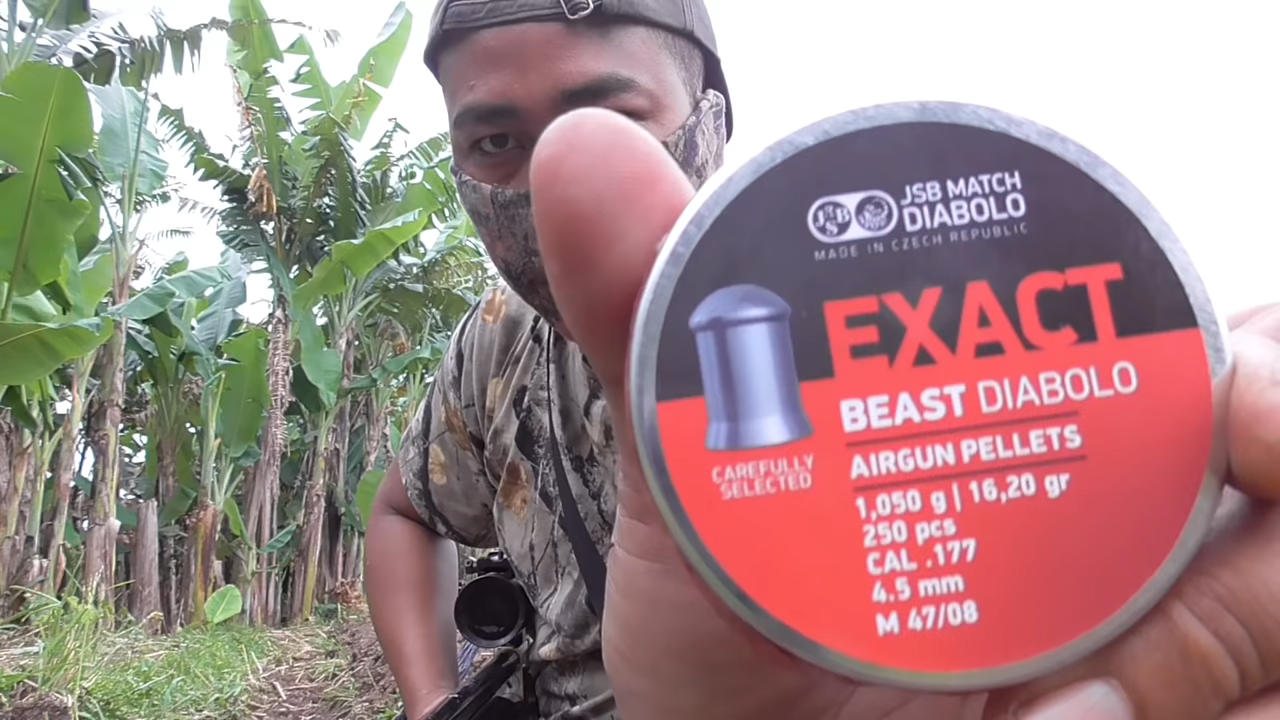 JSB
JSB MATCH
DIABOLO
MADE IN CZECH REPUBLIC
EXACT
BEAST DIABOLO
AIRGUN PELLETS
CAREFULLY
SELECTED
1,050 g | 16,20 gr
250 pcs
CAL .177
4.5 mm
M 47/08